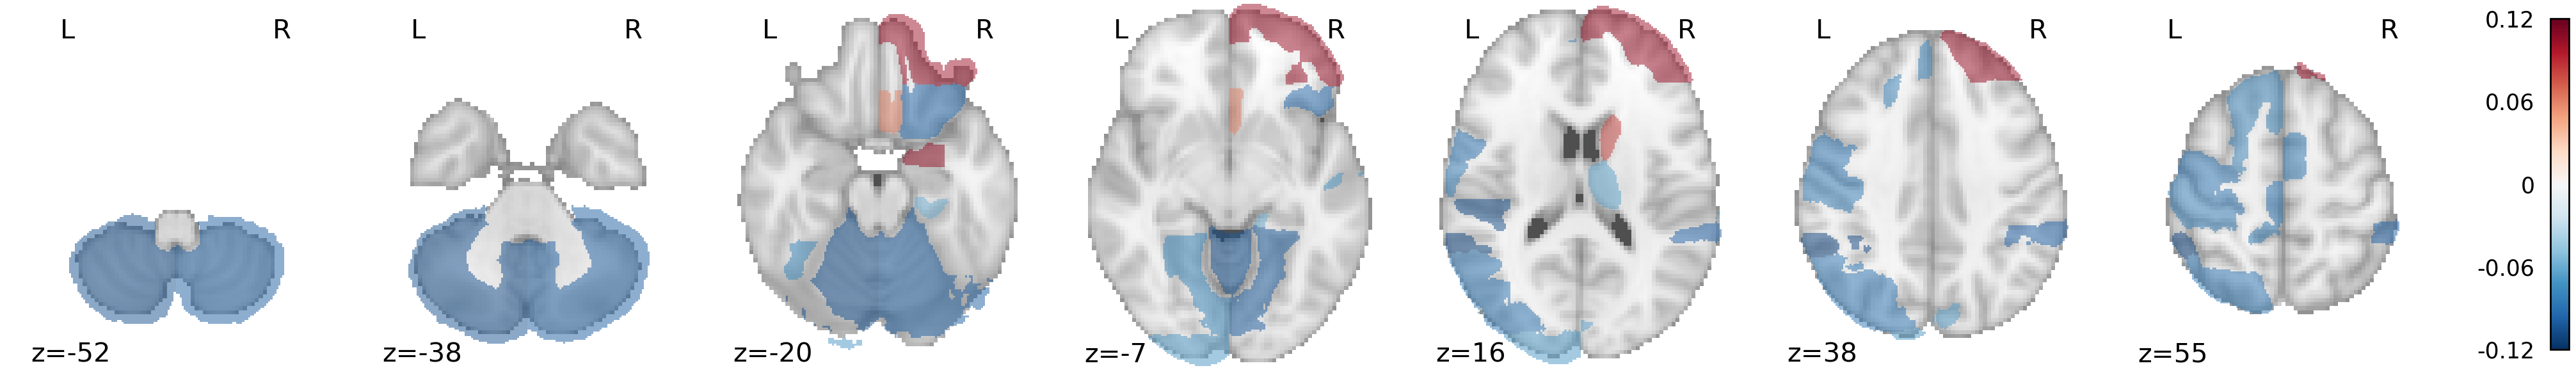 L R L R L R L R L R L R L R
z=-52 z=-38 z=-20 z=-7 z=16 z=38 z=55
0.12
0.06
0
-0.06
-0.12